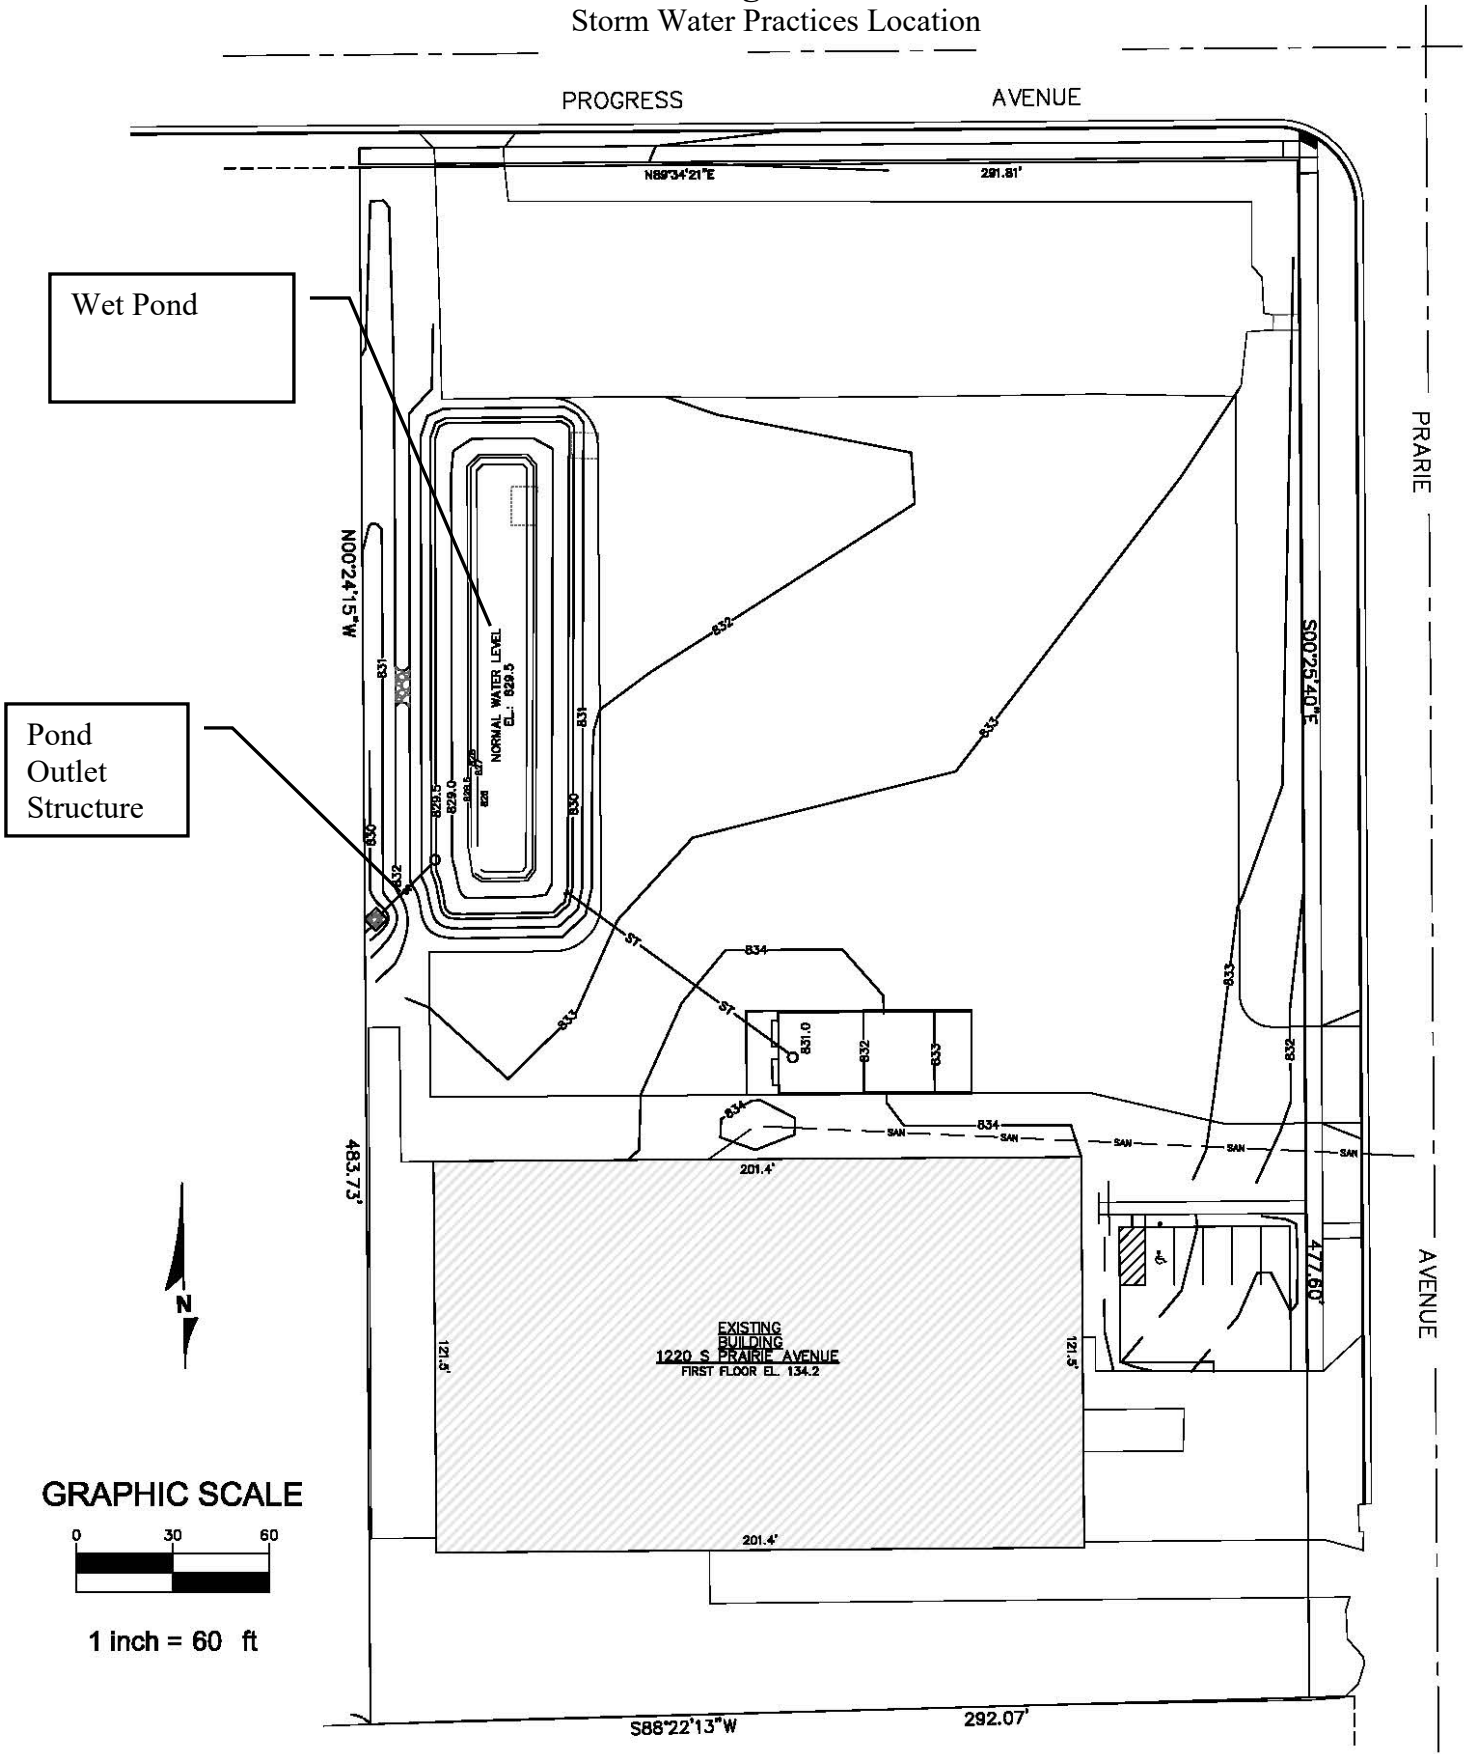 Storm Water Practices Location
PROGRESS AVENUE
N89°34'21"E 291.81'
Wet Pond
PRARIE
N00°24'15"W
S00°25'40"E
832
833
831
NORMAL WATER LEVEL
EL.: 829.5
831
Pond
Outlet
Structure
829.5
829.0
828.5
828
827
826
830
830
832
ST
834
ST
833
831.0
832
833
833
832
834
834
SAN
SAN
SAN
SAN
SAN
483.73'
201.4'
N
477.60'
AVENUE
EXISTING
BUILDING
1220 S PRAIRIE AVENUE
FIRST FLOOR EL. 134.2
121.5'
121.5'
GRAPHIC SCALE
0 30 60
1 inch = 60 ft
201.4'
S88°22'13"W 292.07'